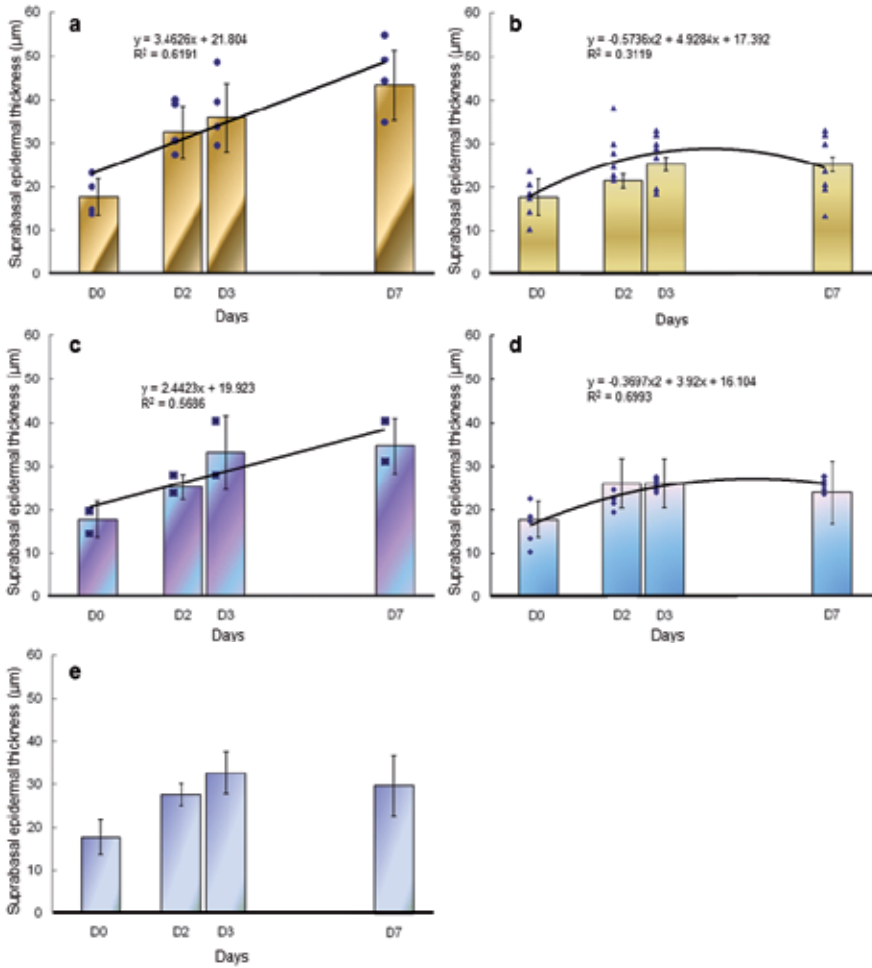 a
y = 3.4626x + 21.804
R² = 0.6191
Suprabasal epidermal thickness (µm)
60
50
40
30
20
10
0
D0 D2 D3 D7
Days
b
y = -0.5736x2 + 4.9284x + 17.392
R² = 0.3119
Suprabasal epidermal thickness (µm)
60
50
40
30
20
10
0
D0 D2 D3 D7
Days
c
y = 2.4423x + 19.923
R² = 0.5686
Suprabasal epidermal thickness (µm)
60
50
40
30
20
10
0
D0 D2 D3 D7
Days
d
y = -0.3697x2 + 3.92x + 16.104
R² = 0.6993
Suprabasal epidermal thickness (µm)
60
50
40
30
20
10
0
D0 D2 D3 D7
Days
e
Suprabasal epidermal thickness (µm)
60
50
40
30
20
10
0
D0 D2 D3 D7
Days